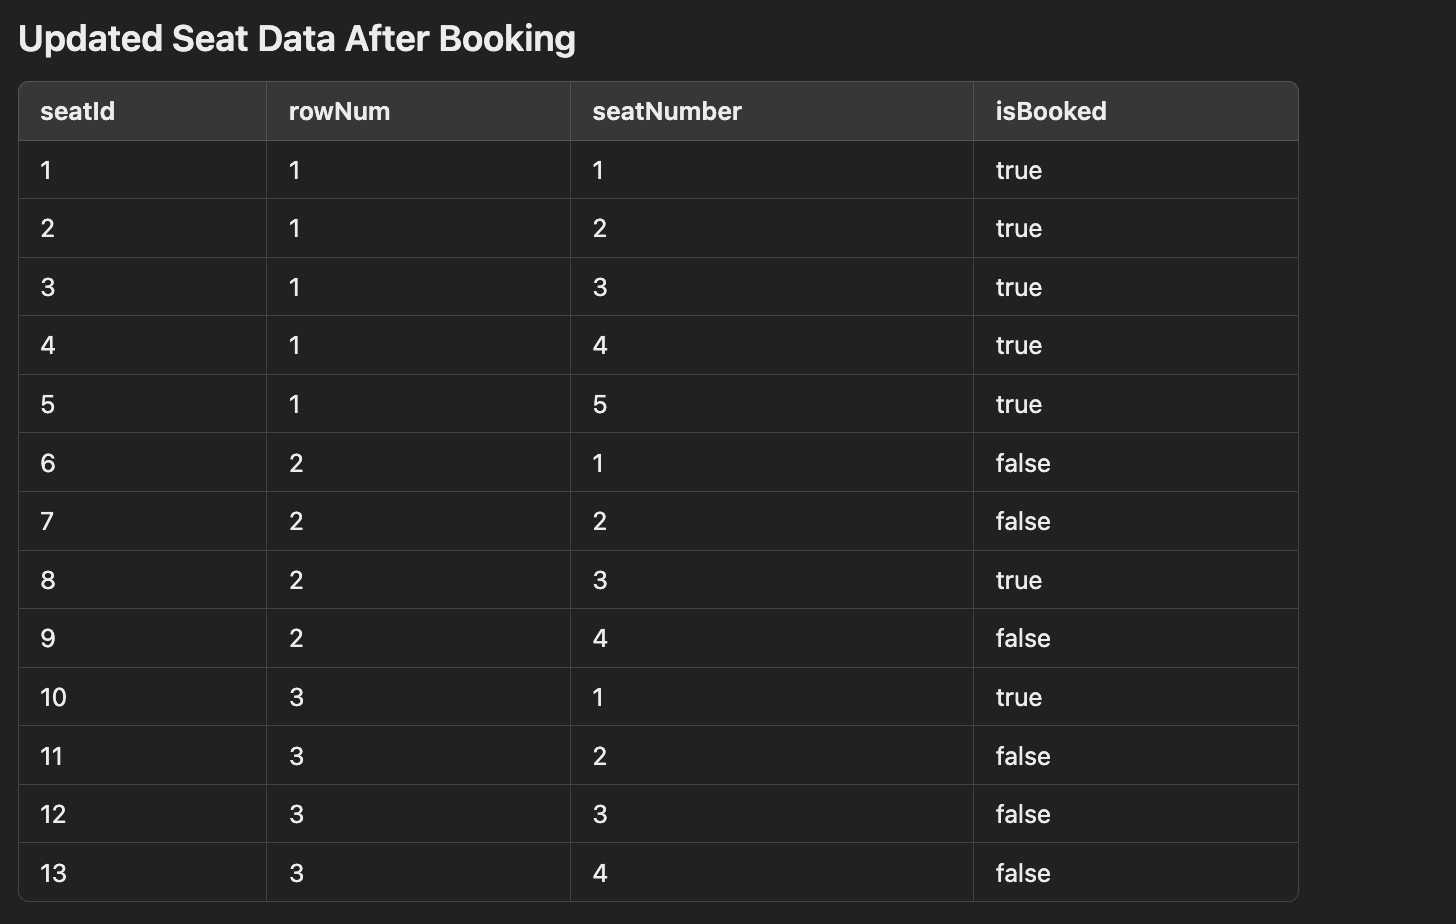 Updated Seat Data After Booking
seatId rowNum seatNumber isBooked
1 1 1 true
2 1 2 true
3 1 3 true
4 1 4 true
5 1 5 true
6 2 1 false
7 2 2 false
8 2 3 true
9 2 4 false
10 3 1 true
11 3 2 false
12 3 3 false
13 3 4 false